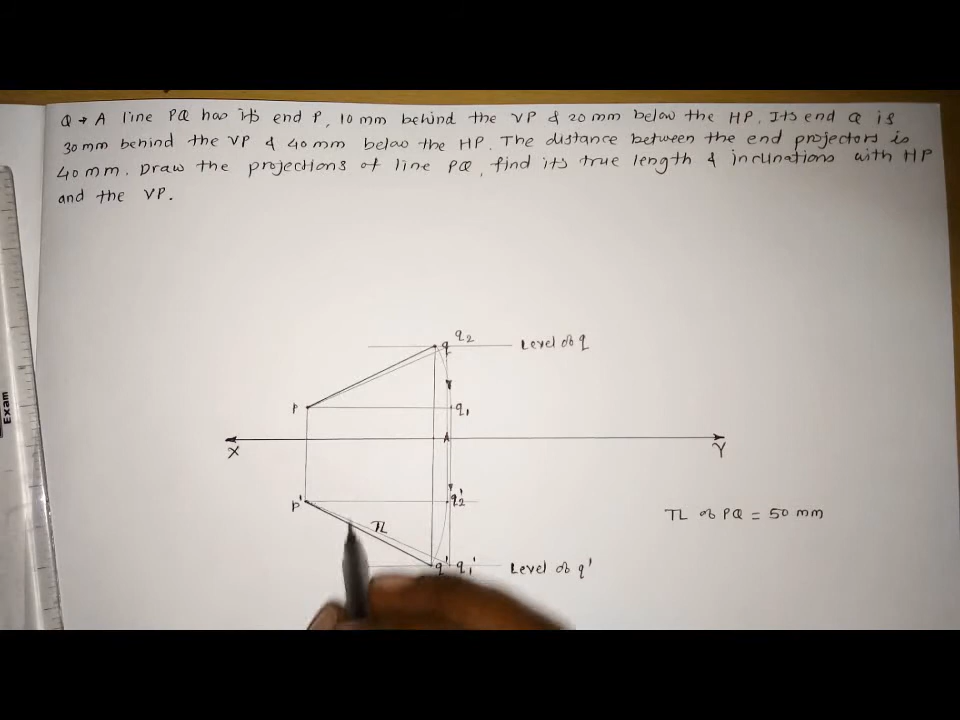 Q → A line PQ has its end P, 10 mm behind the VP & 20 mm below the HP. Its end Q is
30 mm behind the VP & 40 mm below the HP. The distance between the end projectors is
40 mm. Draw the projections of line PQ, find its true length & inclinations with HP
and the VP.
q q₂ Level of q
p q₁
X A Y
p' q₂'
TL TL of PQ = 50 mm
q' q₁' Level of q'
Exam